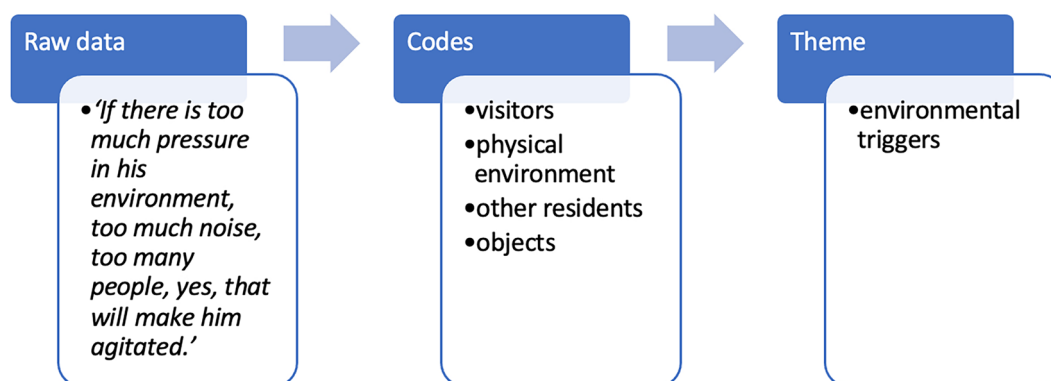 Raw data
•‘If there is too
much pressure
in his
environment,
too much noise,
too many
people, yes, that
will make him
agitated.’
Codes
•visitors
•physical
environment
•other residents
•objects
Theme
•environmental
triggers